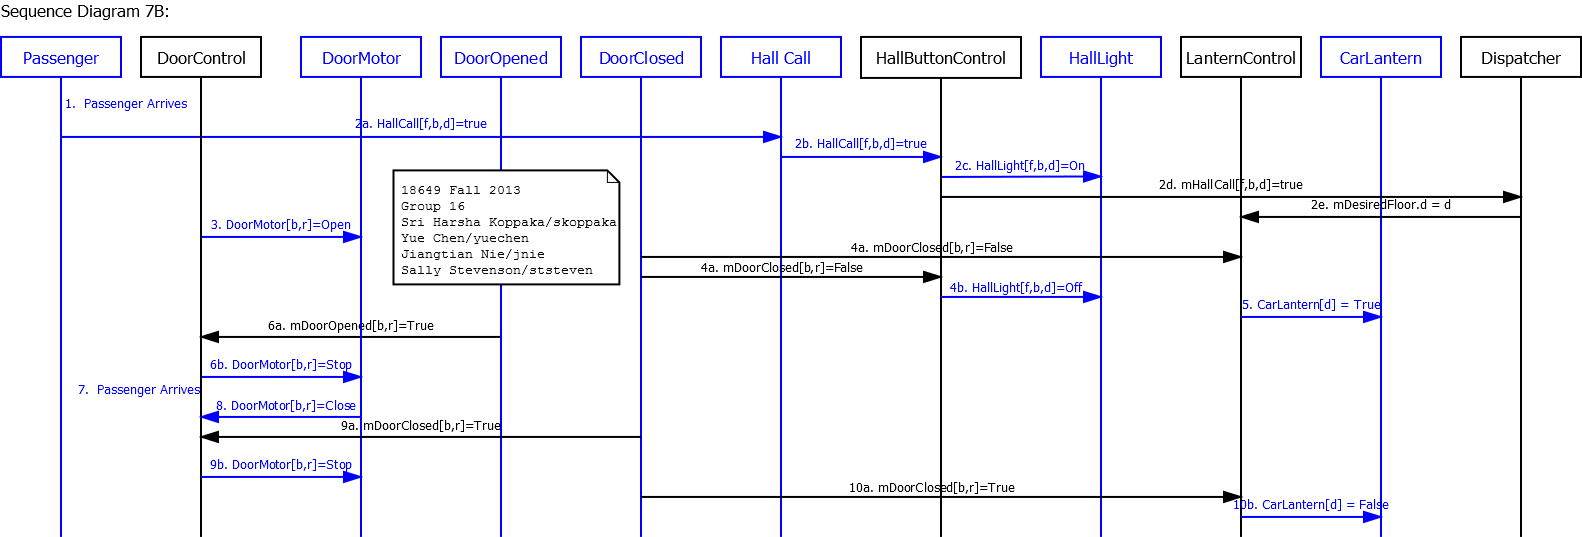 Sequence Diagram 7B:
Passenger
DoorControl
DoorMotor
DoorOpened
DoorClosed
Hall Call
HallButtonControl
HallLight
LanternControl
CarLantern
Dispatcher
1.  Passenger Arrives
2a. HallCall[f,b,d]=true
2b. HallCall[f,b,d]=true
2c. HallLight[f,b,d]=On
2d. mHallCall[f,b,d]=true
2e. mDesiredFloor.d = d
18649 Fall 2013
Group 16
Sri Harsha Koppaka/skoppaka
Yue Chen/yuechen
Jiangtian Nie/jnie
Sally Stevenson/ststeven
3. DoorMotor[b,r]=Open
4a. mDoorClosed[b,r]=False
4a. mDoorClosed[b,r]=False
4b. HallLight[f,b,d]=Off
5. CarLantern[d] = True
6a. mDoorOpened[b,r]=True
6b. DoorMotor[b,r]=Stop
7.  Passenger Arrives
8. DoorMotor[b,r]=Close
9a. mDoorClosed[b,r]=True
9b. DoorMotor[b,r]=Stop
10a. mDoorClosed[b,r]=True
10b. CarLantern[d] = False